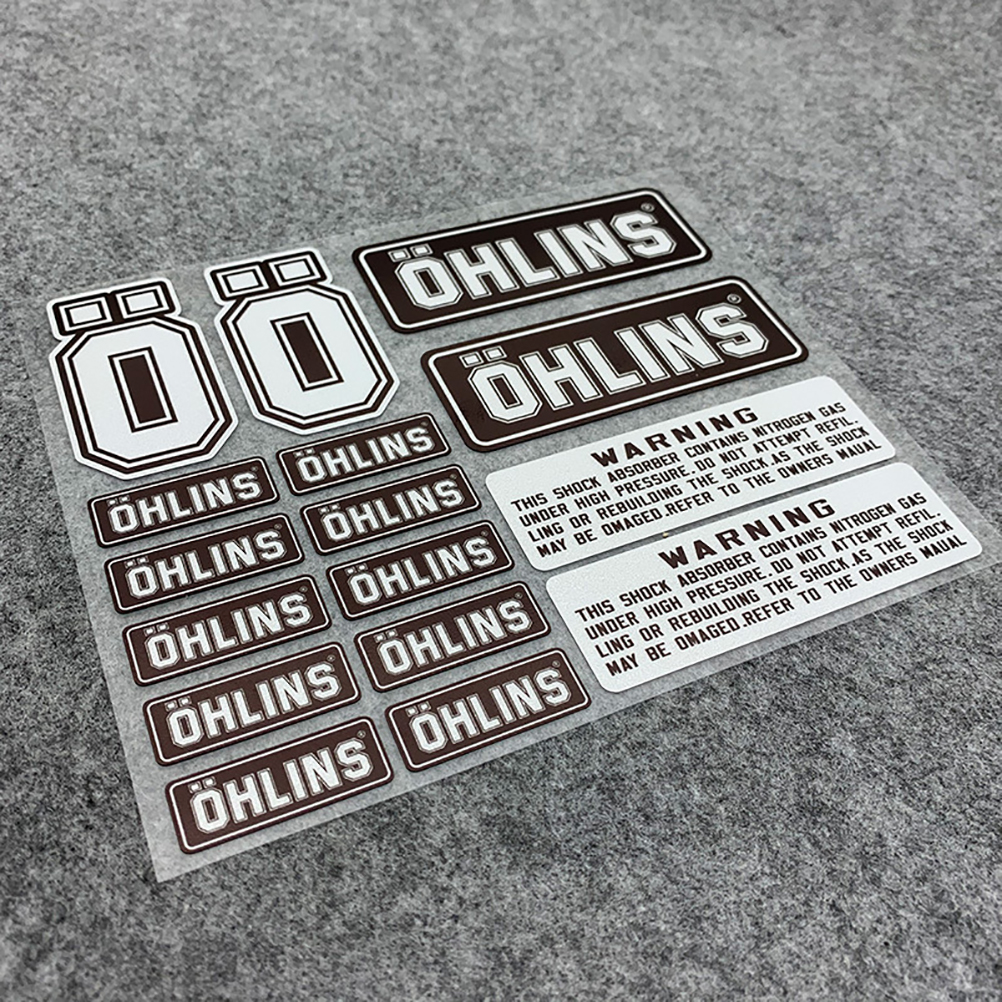 Ö
Ö
ÖHLINS®
ÖHLINS®
WARNING
THIS SHOCK ABSORBER CONTAINS NITROGEN GAS
UNDER HIGH PRESSURE. DO NOT ATTEMPT REFIL.
LING OR REBUILDING THE SHOCK.AS THE SHOCK
MAY BE OMAGED.REFER TO THE OWNERS MAUAL
WARNING
THIS SHOCK ABSORBER CONTAINS NITROGEN GAS
UNDER HIGH PRESSURE. DO NOT ATTEMPT REFIL.
LING OR REBUILDING THE SHOCK.AS THE SHOCK
MAY BE OMAGED.REFER TO THE OWNERS MAUAL
ÖHLINS®
ÖHLINS®
ÖHLINS®
ÖHLINS®
ÖHLINS®
ÖHLINS®
ÖHLINS®
ÖHLINS®
ÖHLINS®
ÖHLINS®